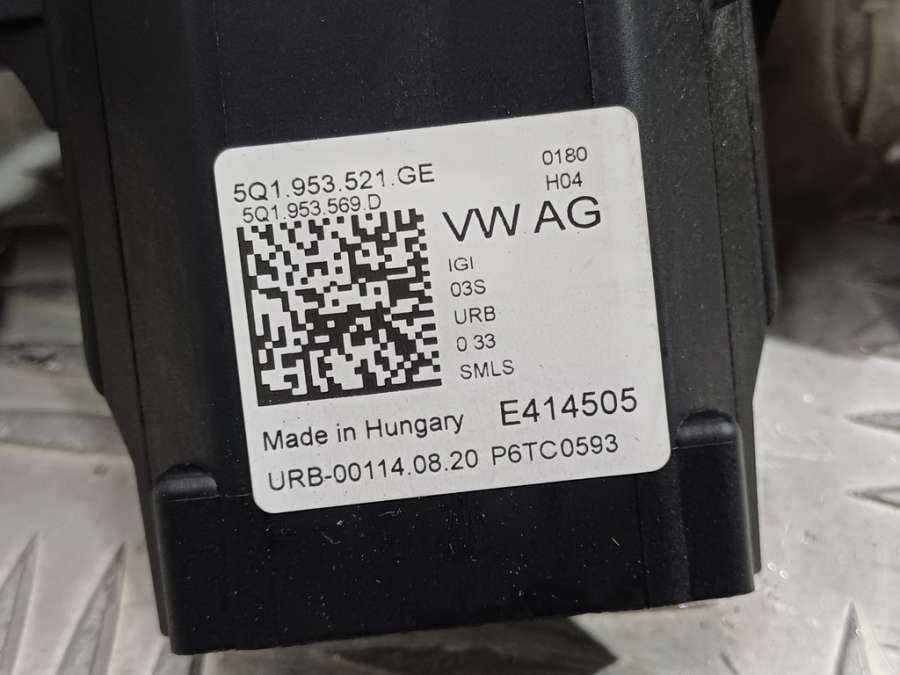 5Q1.953.521.GE
0180
5Q1.953.569.D
H04
VW AG
IGI
03S
URB
0 33
SMLS
Made in Hungary E414505
URB-00114.08.20 P6TC0593